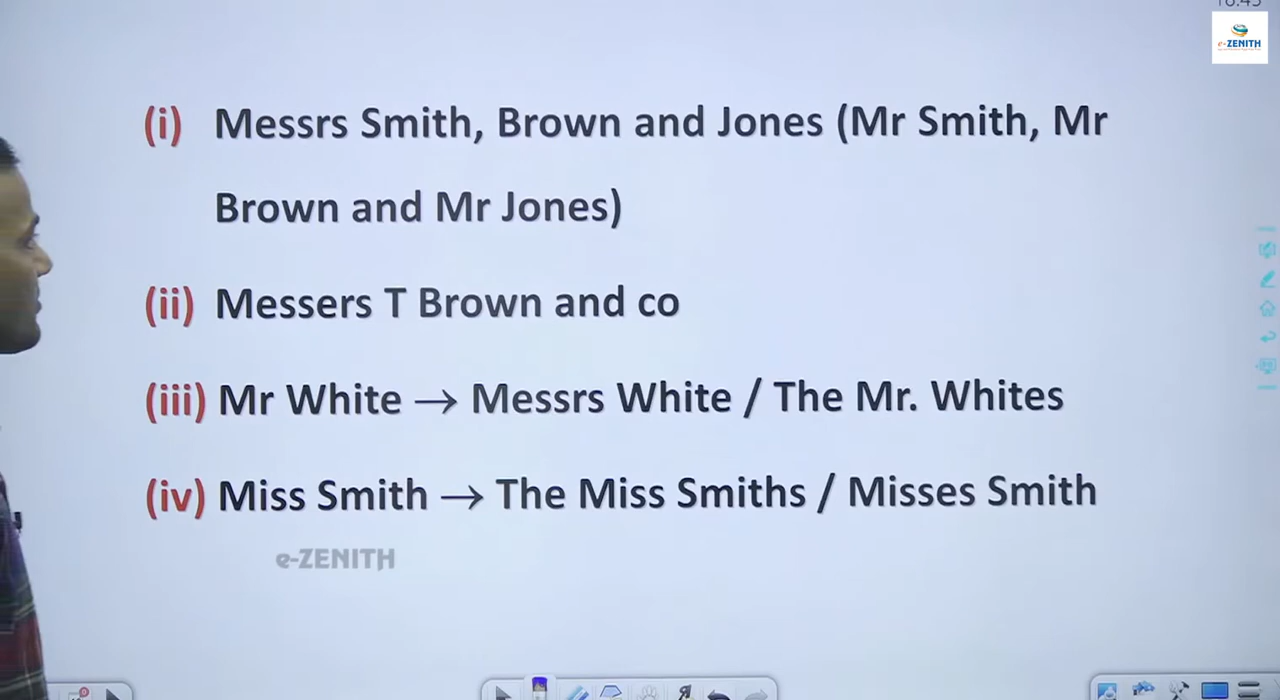 e-ZENITH
(i) Messrs Smith, Brown and Jones (Mr Smith, Mr
Brown and Mr Jones)
(ii) Messers T Brown and co
(iii) Mr White → Messrs White / The Mr. Whites
(iv) Miss Smith → The Miss Smiths / Misses Smith
e-ZENITH